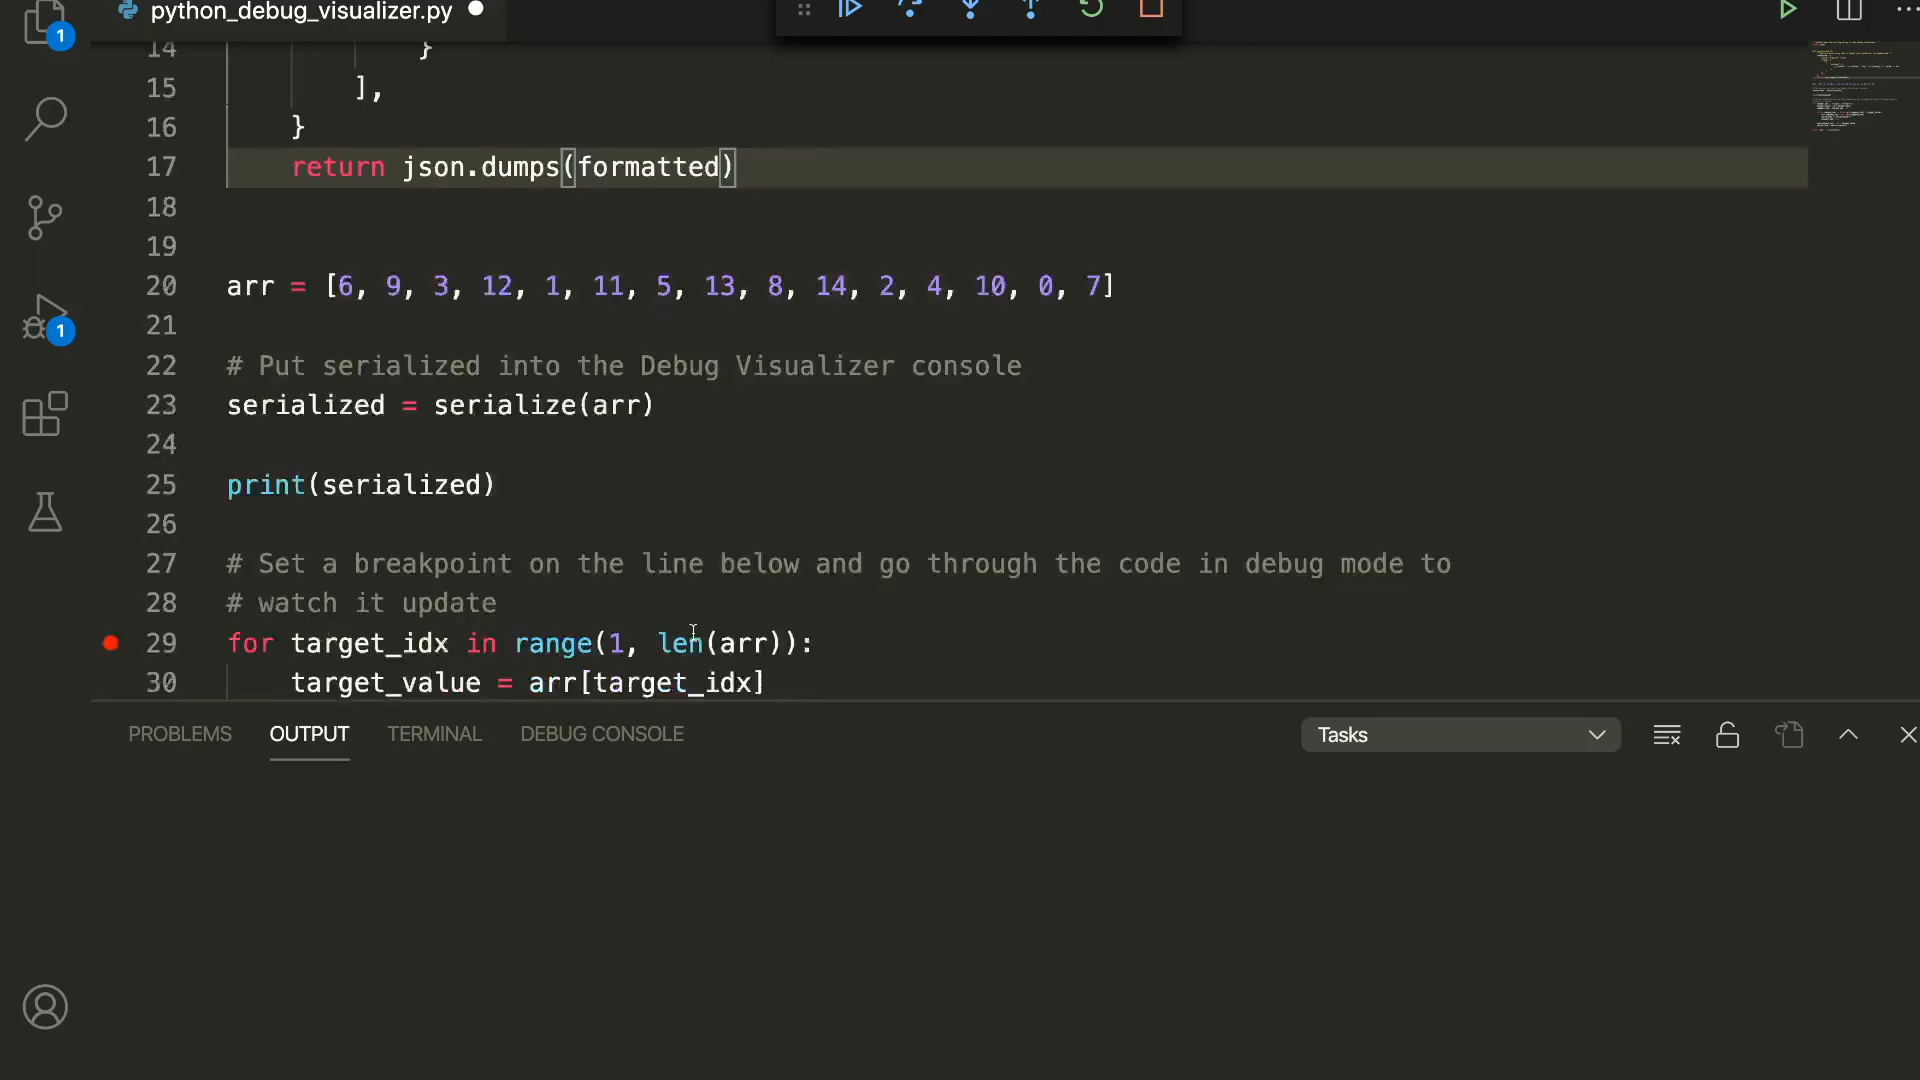 python_debug_visualizer.py
1
14 }
15 ],
16 }
17 return json.dumps(formatted)
18
19
20 arr = [6, 9, 3, 12, 1, 11, 5, 13, 8, 14, 2, 4, 10, 0, 7]
21
22 # Put serialized into the Debug Visualizer console
23 serialized = serialize(arr)
24
25 print(serialized)
26
27 # Set a breakpoint on the line below and go through the code in debug mode to
28 # watch it update
29 for target_idx in range(1, len(arr)):
30 target_value = arr[target_idx]
1
PROBLEMS OUTPUT TERMINAL DEBUG CONSOLE Tasks